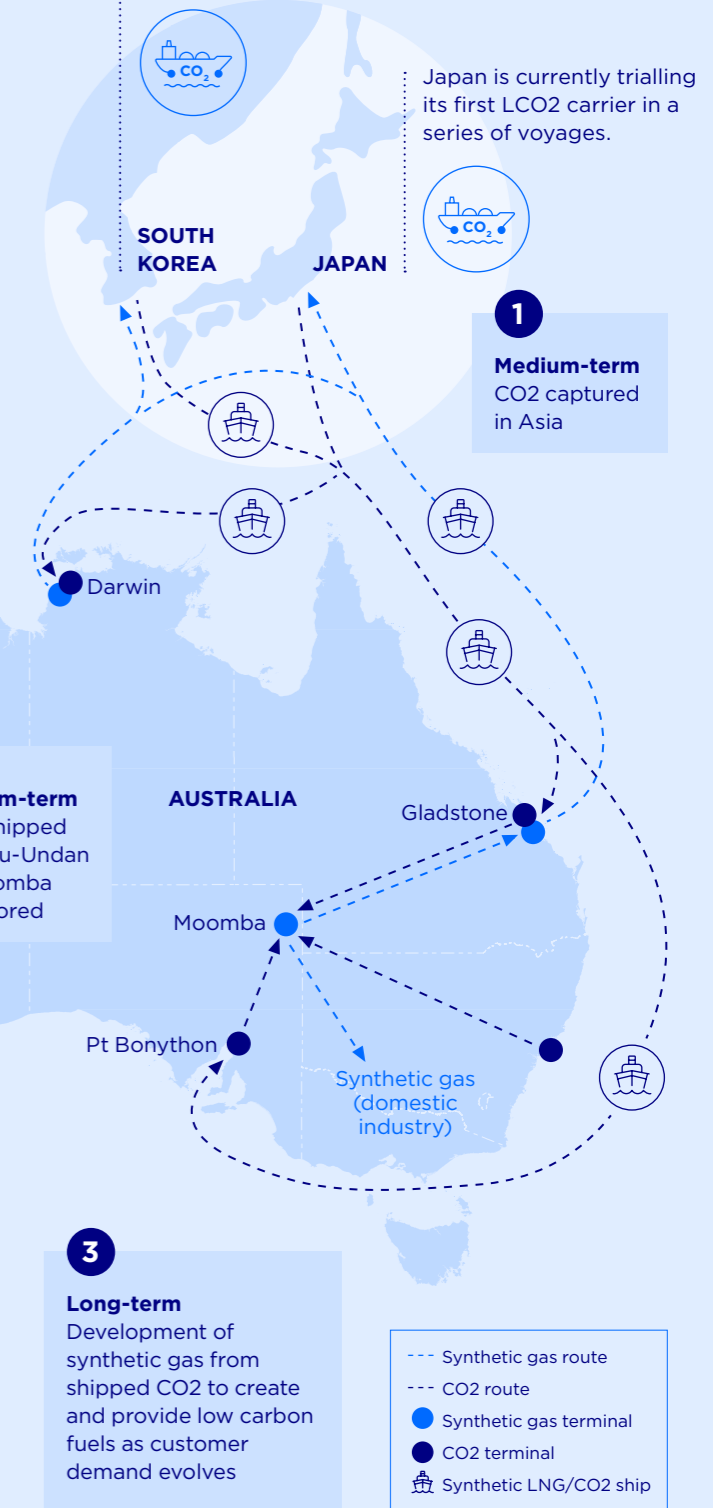 CO₂
Japan is currently trialling
its first LCO2 carrier in a
series of voyages.
CO₂
SOUTH
KOREA
JAPAN
1
Medium-term
CO2 captured
in Asia
Darwin
m-term
hipped
u-Undan
omba
ored
AUSTRALIA
Gladstone
Moomba
Pt Bonython
Synthetic gas
(domestic
industry)
3
Long-term
Development of
synthetic gas from
shipped CO2 to create
and provide low carbon
fuels as customer
demand evolves
Synthetic gas route
CO2 route
Synthetic gas terminal
CO2 terminal
Synthetic LNG/CO2 ship